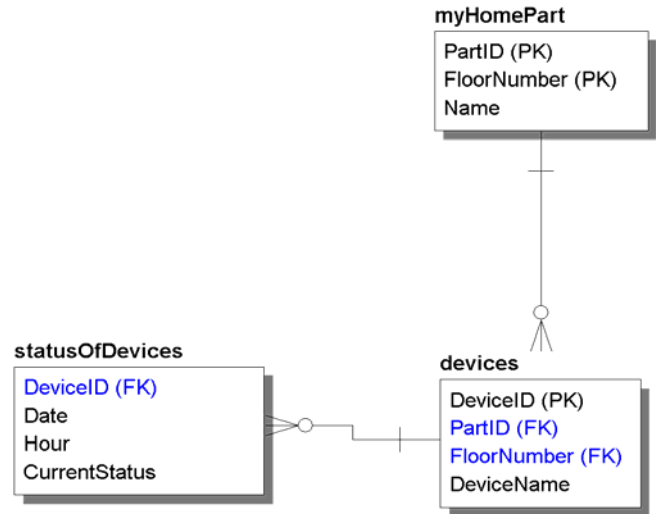 myHomePart
PartID (PK)
FloorNumber (PK)
Name
statusOfDevices
DeviceID (FK)
Date
Hour
CurrentStatus
devices
DeviceID (PK)
PartID (FK)
FloorNumber (FK)
DeviceName